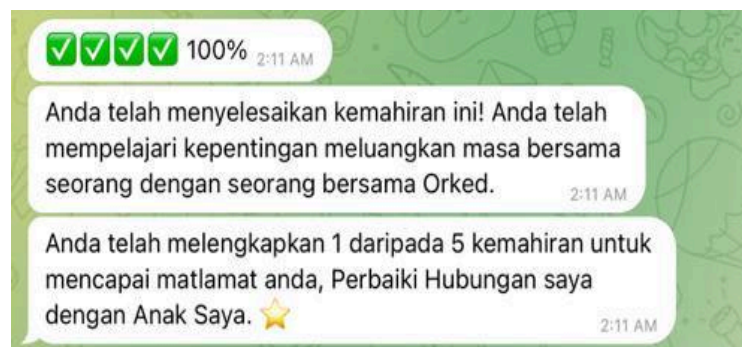 ✅✅✅✅ 100% 2:11 AM
Anda telah menyelesaikan kemahiran ini! Anda telah
mempelajari kepentingan meluangkan masa bersama
seorang dengan seorang bersama Orked. 2:11 AM
Anda telah melengkapkan 1 daripada 5 kemahiran untuk
mencapai matlamat anda, Perbaiki Hubungan saya
dengan Anak Saya. ⭐ 2:11 AM